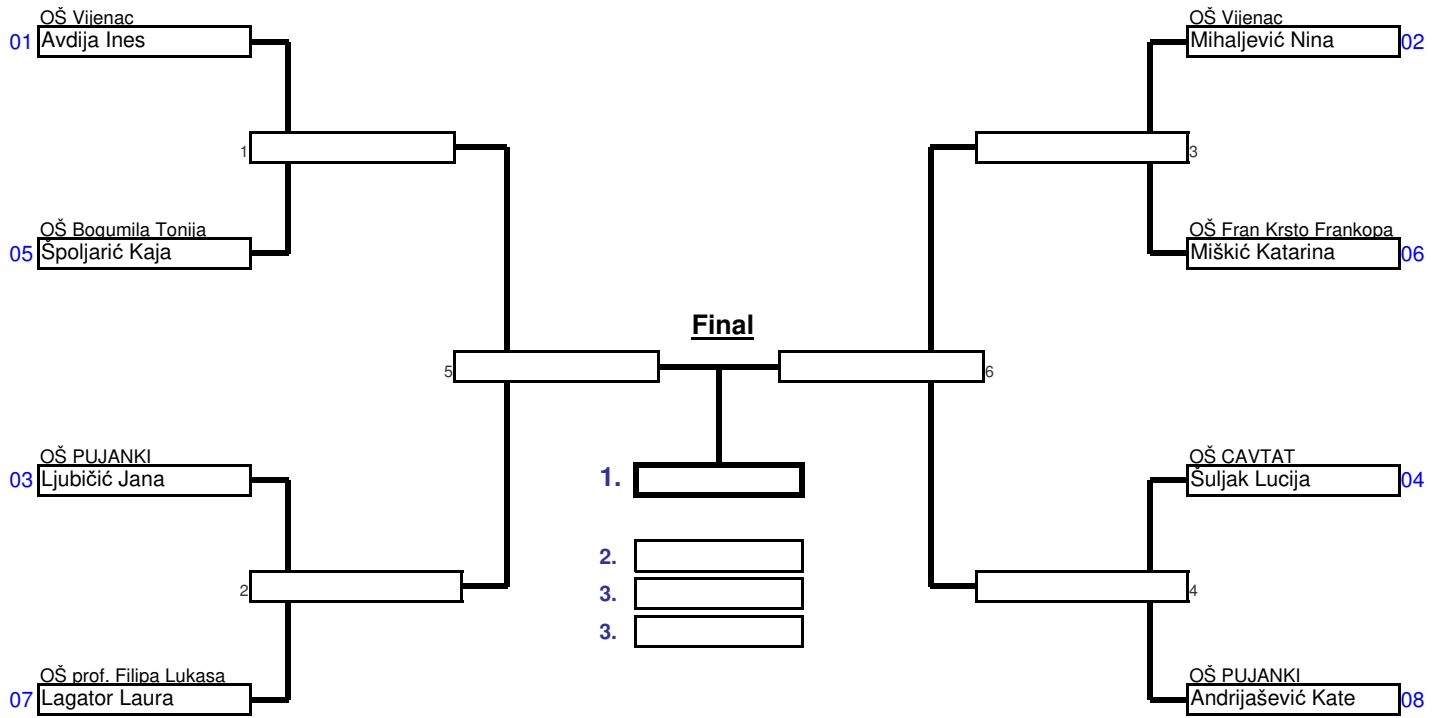 OŠ Vijenac
01 Avdija Ines
OŠ Vijenac
Mihaljević Nina 02
1
3
OŠ Bogumila Tonija
05 Špoljarić Kaja
OŠ Fran Krsto Frankopa
Miškić Katarina 06
Final
5
6
OŠ PUJANKI
03 Ljubičić Jana
OŠ CAVTAT
Šuljak Lucija 04
1.
2.
3.
3.
2
4
OŠ prof. Filipa Lukasa
07 Lagator Laura
OŠ PUJANKI
Andrijašević Kate 08